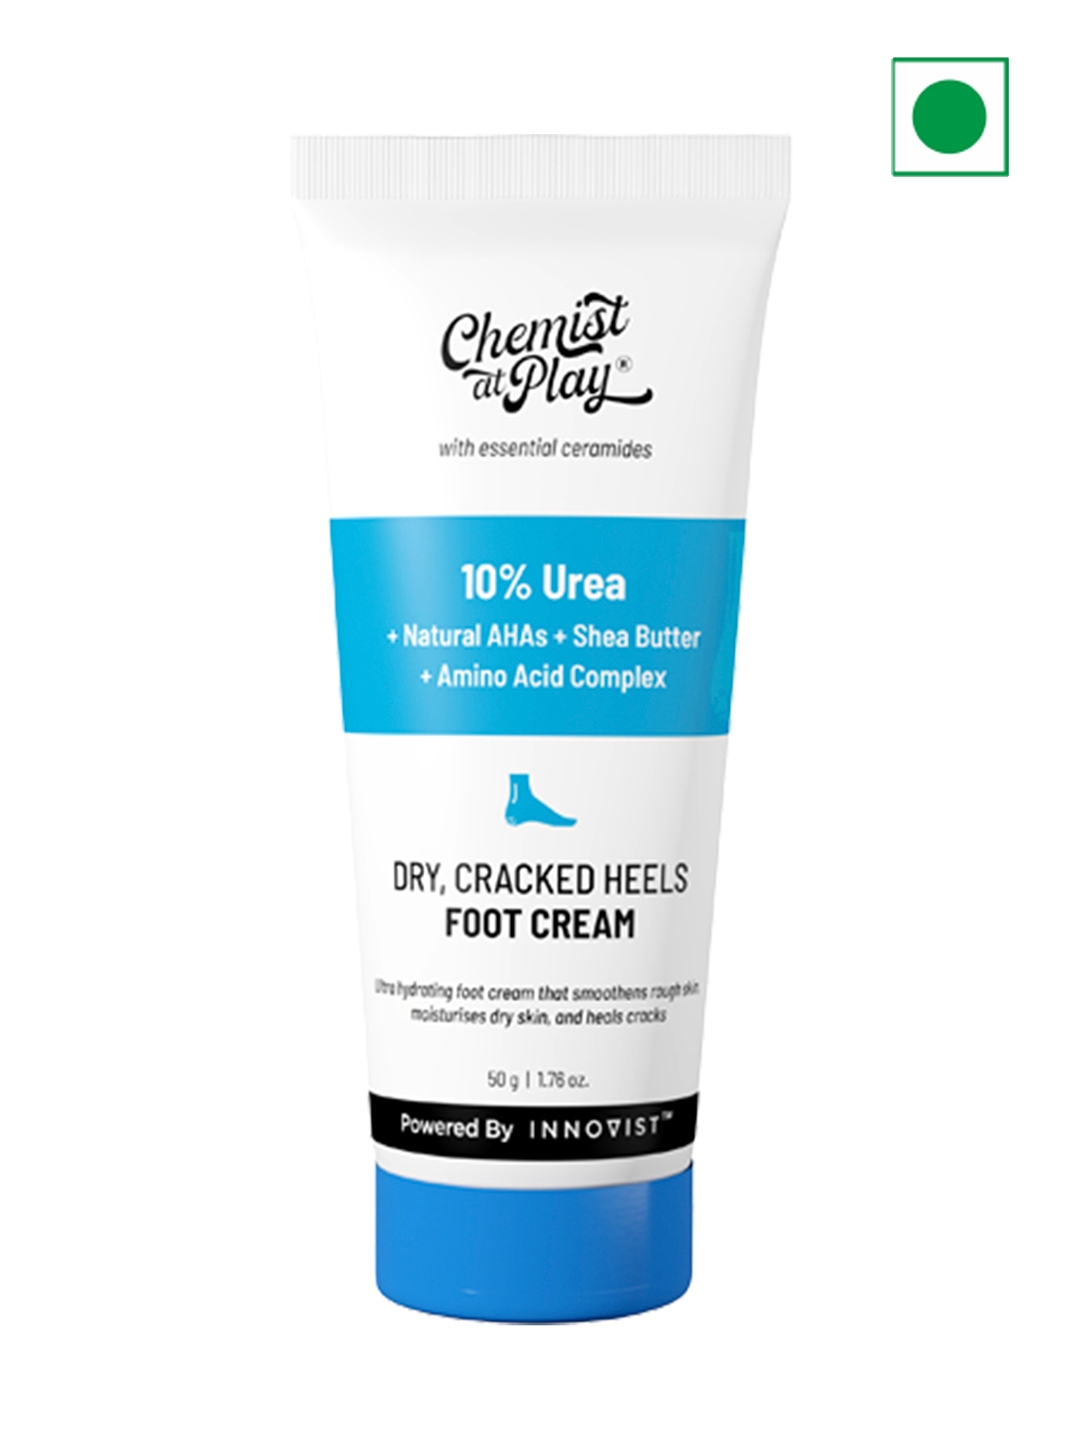 Chemist
at Play®
with essential ceramides
10% Urea
+ Natural AHAs + Shea Butter
+ Amino Acid Complex
DRY, CRACKED HEELS
FOOT CREAM
Ultra hydrating foot cream that smoothens rough skin,
moisturises dry skin, and heals cracks
50 g | 1.76 oz.
Powered By INNOVIST™